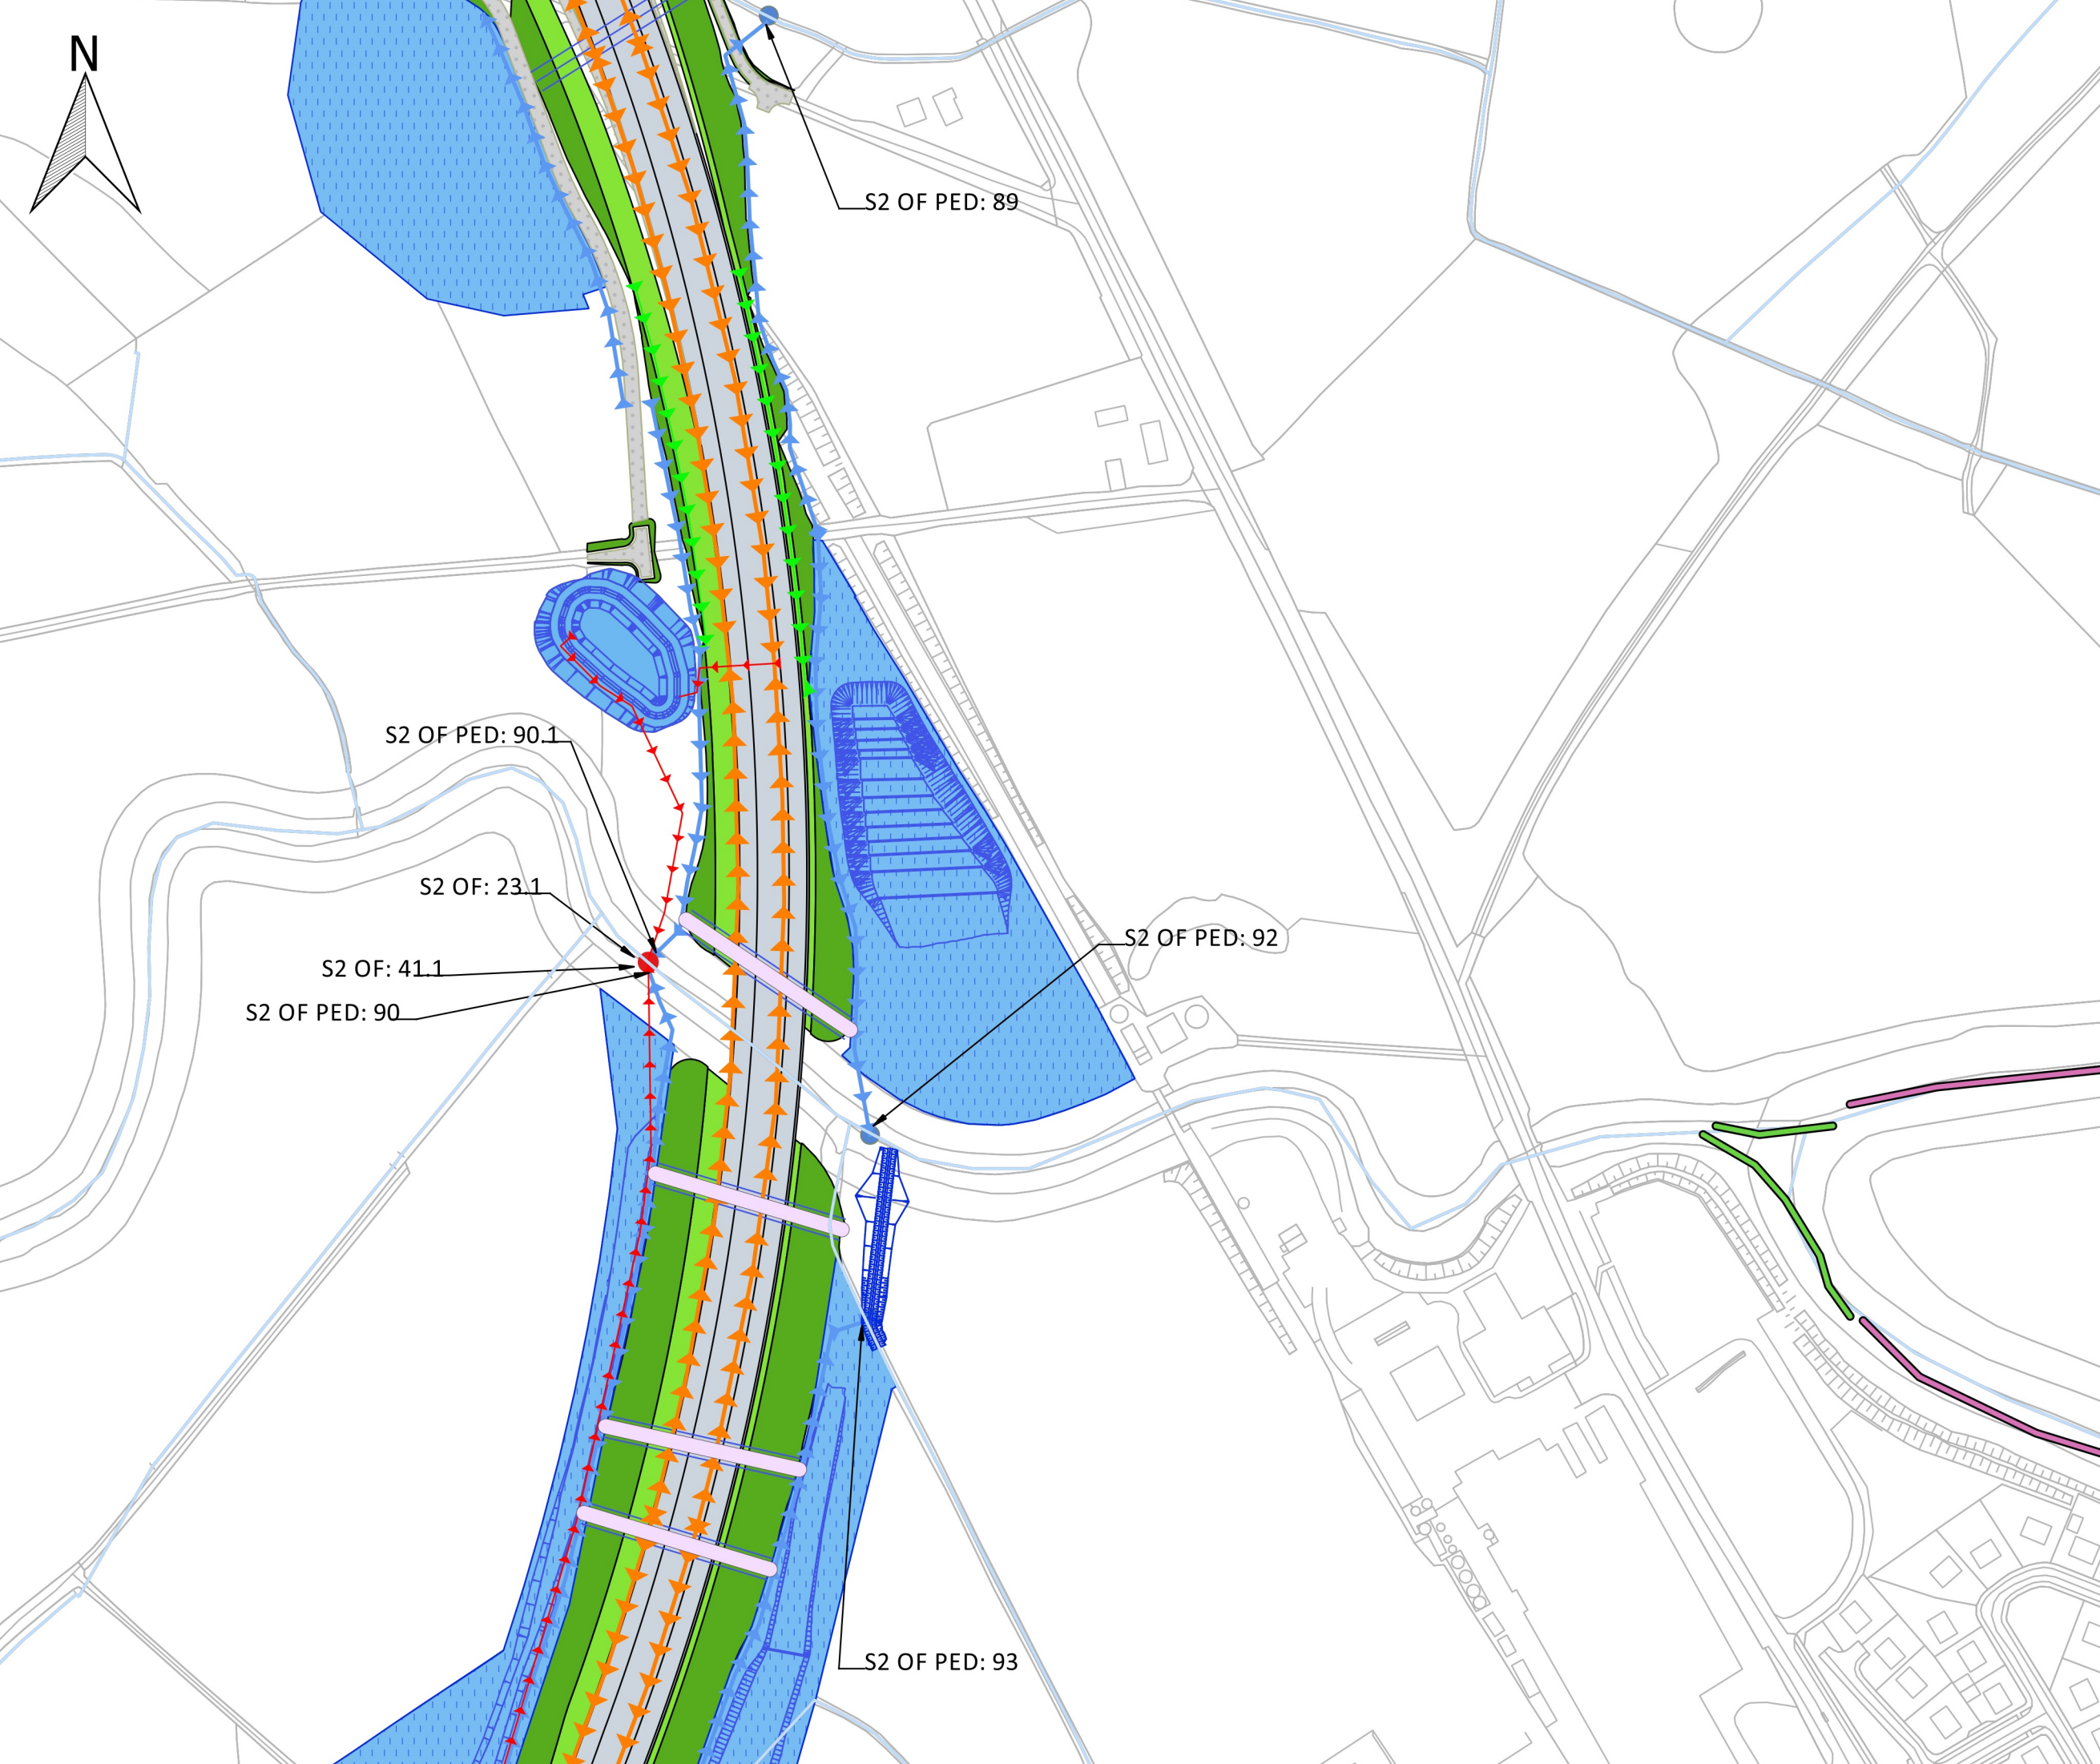 N
S2 OF PED: 89
S2 OF PED: 90.1
S2 OF: 23.1
S2 OF PED: 92
S2 OF: 41.1
S2 OF PED: 90
S2 OF PED: 93